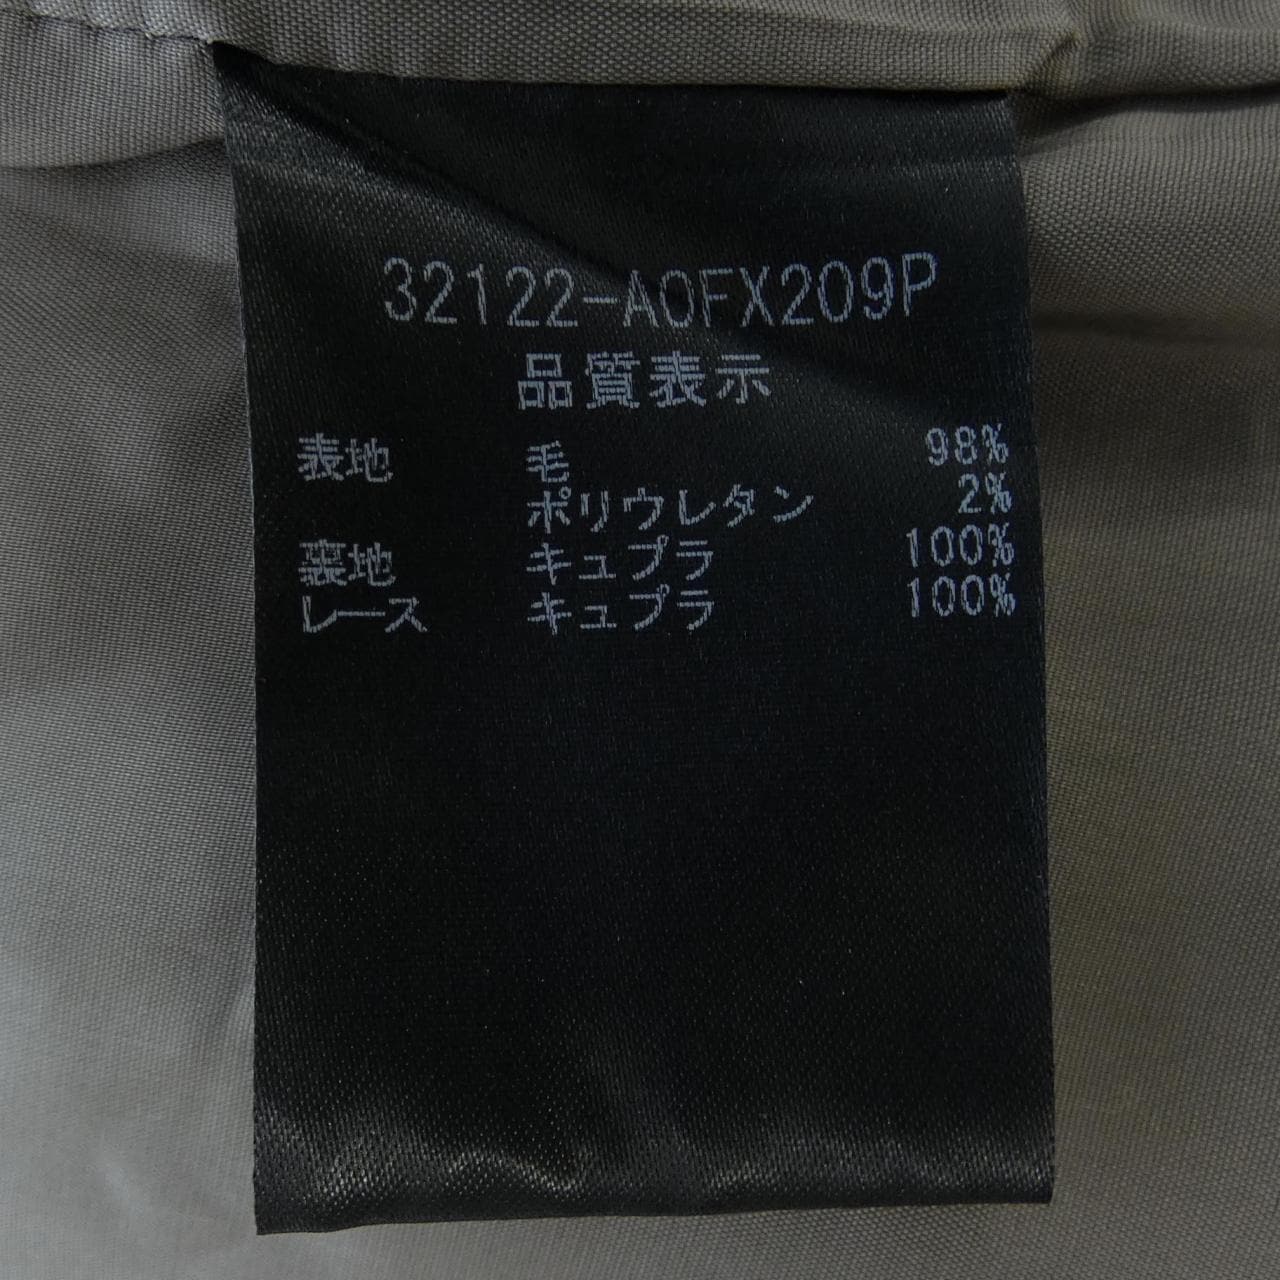 32122-A0FX209P
品質表示
表地 毛 98%
ポリウレタン 2%
裏地 キュプラ 100%
レース キュプラ 100%